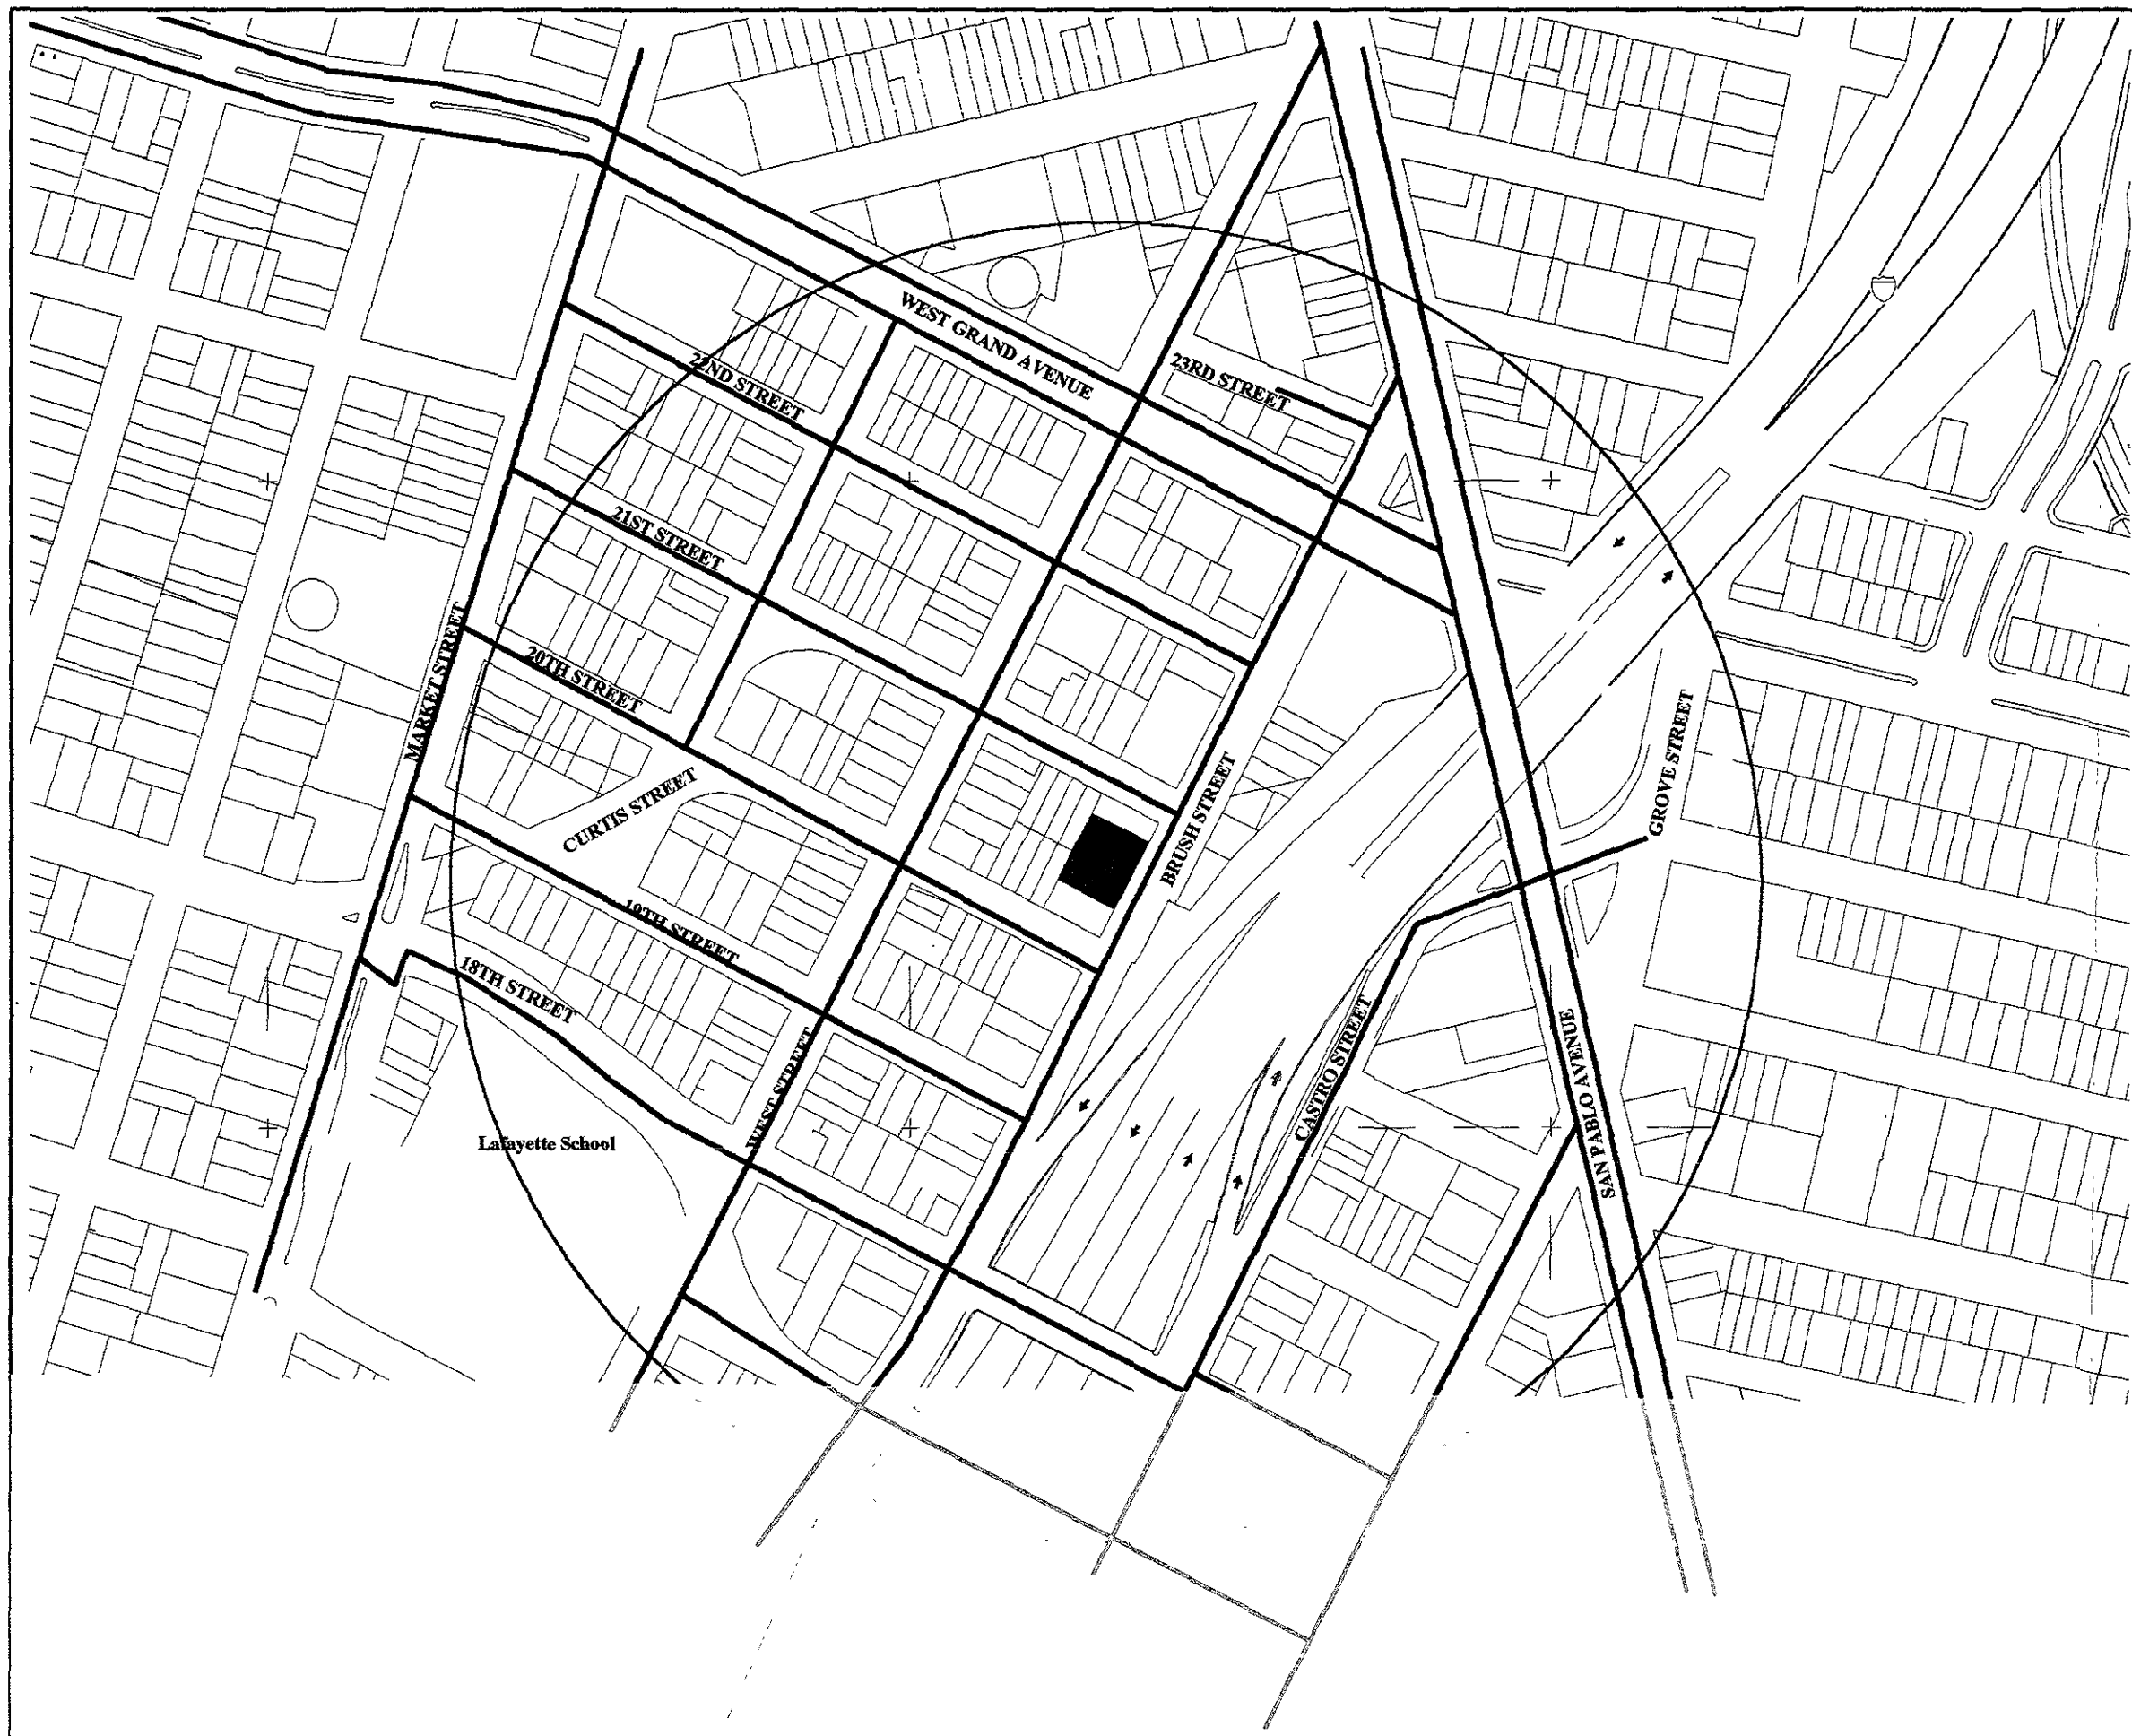 WEST GRAND AVENUE
23RD STREET
22ND STREET
21ST STREET
20TH STREET
MARKET STREET
GROVE STREET
BRUSH STREET
CURTIS STREET
19TH STREET
18TH STREET
CASTRO STREET
SAN PABLO AVENUE
WEST STREET
Lafayette School